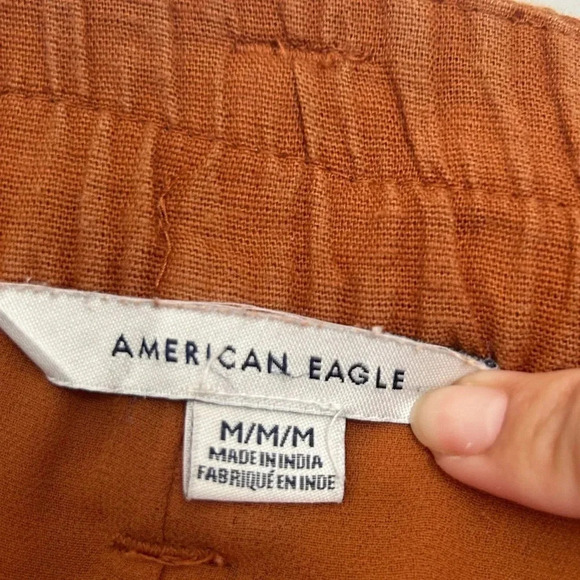 AMERICAN EAGLE
M/M/M
MADE IN INDIA
FABRIQUÉ EN INDE